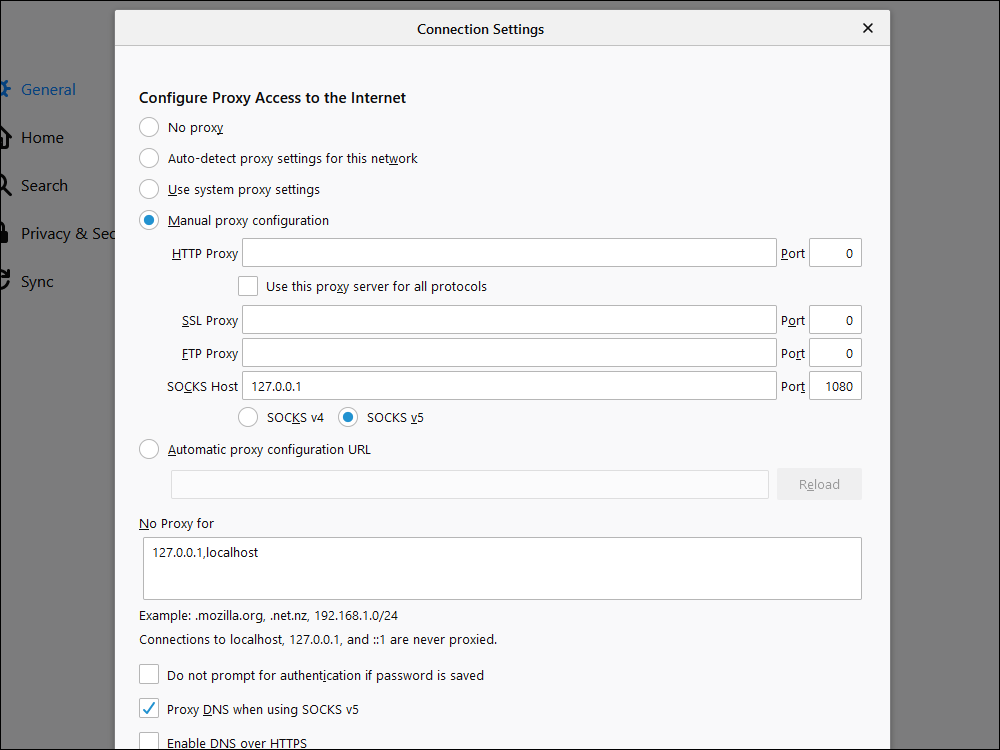 Connection Settings
General
Home
Search
Privacy & Sec
Sync
Configure Proxy Access to the Internet
No proxy
Auto-detect proxy settings for this network
Use system proxy settings
Manual proxy configuration
HTTP Proxy Port 0
Use this proxy server for all protocols
SSL Proxy Port 0
FTP Proxy Port 0
SOCKS Host 127.0.0.1 Port 1080
SOCKS v4 SOCKS v5
Automatic proxy configuration URL
Reload
No Proxy for
127.0.0.1,localhost
Example: .mozilla.org, .net.nz, 192.168.1.0/24
Connections to localhost, 127.0.0.1, and ::1 are never proxied.
Do not prompt for authentication if password is saved
Proxy DNS when using SOCKS v5
Enable DNS over HTTPS